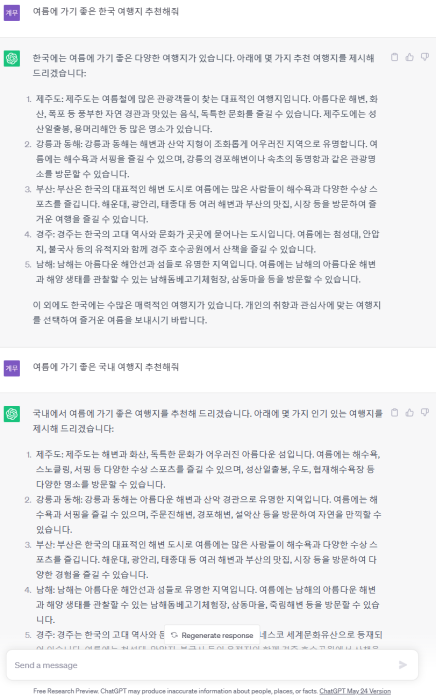 계무
여름에 가기 좋은 한국 여행지 추천해줘
한국에는 여름에 가기 좋은 다양한 여행지가 있습니다. 아래에 몇 가지 추천 여행지를 제시해
드리겠습니다:
1. 제주도: 제주도는 여름철에 많은 관광객들이 찾는 대표적인 여행지입니다. 아름다운 해변, 화
산, 폭포 등 풍부한 자연 경관과 맛있는 음식, 독특한 문화를 즐길 수 있습니다. 제주도에는 성
산일출봉, 용머리해안 등 많은 명소가 있습니다.
2. 강릉과 동해: 강릉과 동해는 해변과 산악 지형이 조화롭게 어우러진 지역으로 유명합니다. 여
름에는 해수욕과 서핑을 즐길 수 있으며, 강릉의 경포해변이나 속초의 동명항과 같은 관광명
소를 방문할 수 있습니다.
3. 부산: 부산은 한국의 대표적인 해변 도시로 여름에는 많은 사람들이 해수욕과 다양한 수상 스
포츠를 즐깁니다. 해운대, 광안리, 태종대 등 여러 해변과 부산의 맛집, 시장 등을 방문하여 즐
거운 여행을 즐길 수 있습니다.
4. 경주: 경주는 한국의 고대 역사와 문화가 곳곳에 묻어나는 도시입니다. 여름에는 첨성대, 안압
지, 불국사 등의 유적지와 함께 경주 호수공원에서 산책을 즐길 수 있습니다.
5. 남해: 남해는 아름다운 해안선과 섬들로 유명한 지역입니다. 여름에는 남해의 아름다운 해변
과 해양 생태를 관찰할 수 있는 남해돔베고기체험장, 삼동마을 등을 방문할 수 있습니다.
이 외에도 한국에는 수많은 매력적인 여행지가 있습니다. 개인의 취향과 관심사에 맞는 여행지
를 선택하여 즐거운 여름을 보내시기 바랍니다.
계무
여름에 가기 좋은 국내 여행지 추천해줘
국내에서 여름에 가기 좋은 여행지를 추천해 드리겠습니다. 아래에 몇 가지 인기 있는 여행지를
제시해 드리겠습니다:
1. 제주도: 제주도는 해변과 화산, 독특한 문화가 어우러진 아름다운 섬입니다. 여름에는 해수욕,
스노클링, 서핑 등 다양한 수상 스포츠를 즐길 수 있으며, 성산일출봉, 우도, 협재해수욕장 등
다양한 명소를 방문할 수 있습니다.
2. 강릉과 동해: 강릉과 동해는 아름다운 해변과 산악 경관으로 유명한 지역입니다. 여름에는 해
수욕과 서핑을 즐길 수 있으며, 주문진해변, 경포해변, 설악산 등을 방문하여 자연을 만끽할 수
있습니다.
3. 부산: 부산은 한국의 대표적인 해변 도시로 여름에는 많은 사람들이 해수욕과 다양한 수상 스
포츠를 즐깁니다. 해운대, 광안리, 태종대 등 여러 해변과 부산의 맛집, 시장 등을 방문하여 다
양한 경험을 즐길 수 있습니다.
4. 남해: 남해는 아름다운 해안선과 섬들로 유명한 지역입니다. 여름에는 남해의 아름다운 해변
과 해양 생태를 관찰할 수 있는 남해돔베고기체험장, 삼동마을, 죽림해변 등을 방문할 수 있습
니다.
5. 경주: 경주는 한국의 고대 역사와 네스코 세계문화유산으로 등재되
Regenerate response
Send a message
Free Research Preview. ChatGPT may produce inaccurate information about people, places, or facts. ChatGPT May 24 Version